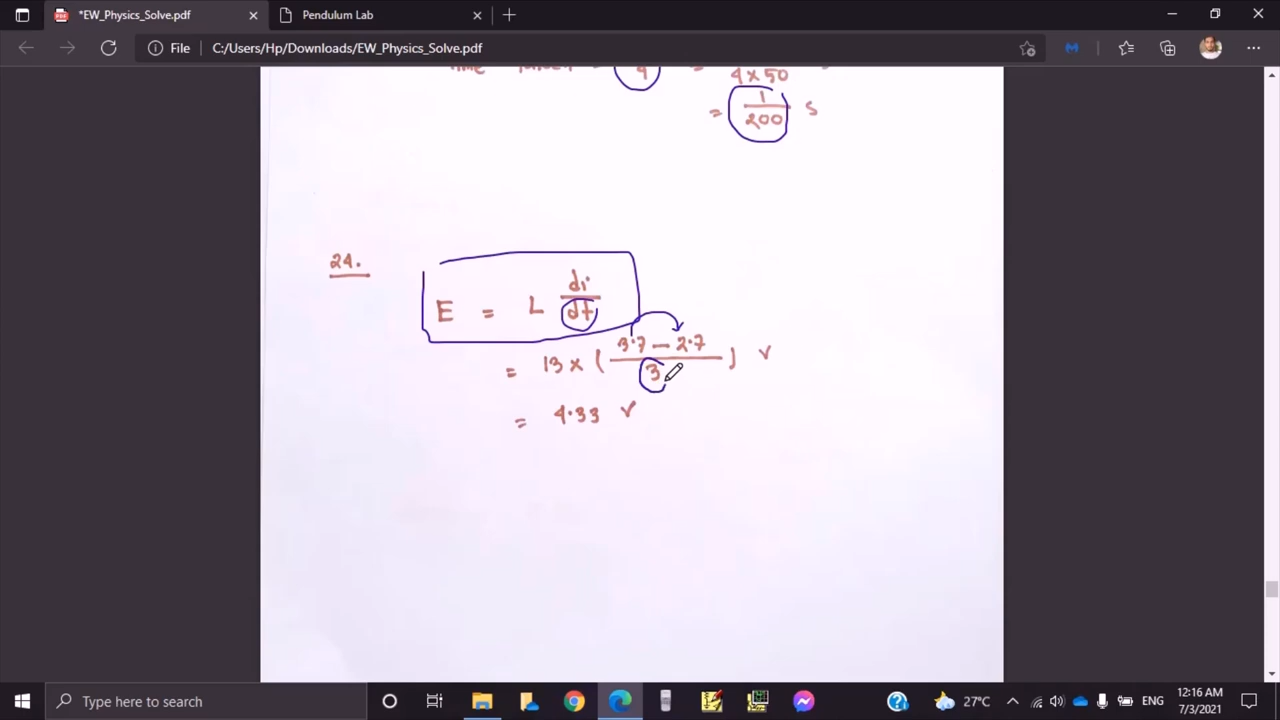 *EW_Physics_Solve.pdf
Pendulum Lab
File
C:/Users/Hp/Downloads/EW_Physics_Solve.pdf
4 × 50
= 1/200 s
24.
E = L di/dt
= 13 × (3.7 − 2.7 / 3) V
= 4.33 V
Type here to search
27°C
ENG
12:16 AM
7/3/2021